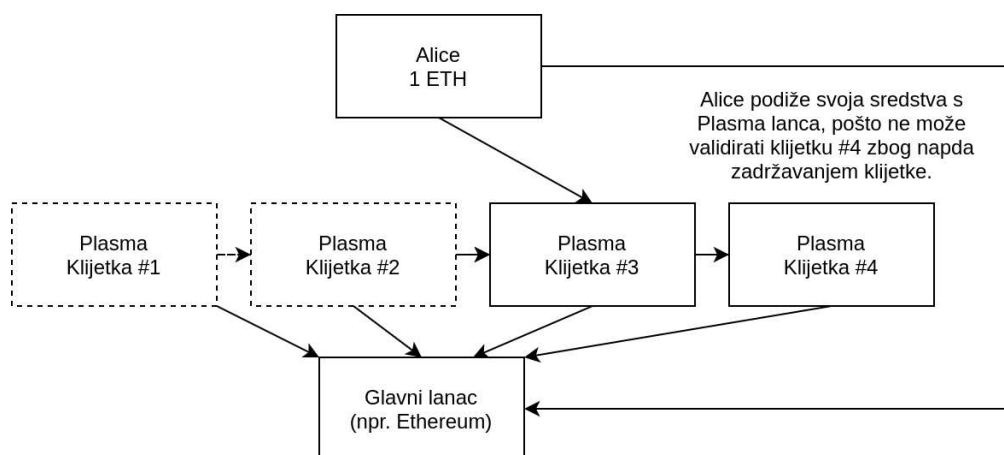 Alice
1 ETH
Alice podiže svoja sredstva s
Plasma lanca, pošto ne može
validirati klijetku #4 zbog napda
zadržavanjem klijetke.
Plasma
Klijetka #1
Plasma
Klijetka #2
Plasma
Klijetka #3
Plasma
Klijetka #4
Glavni lanac
(npr. Ethereum)